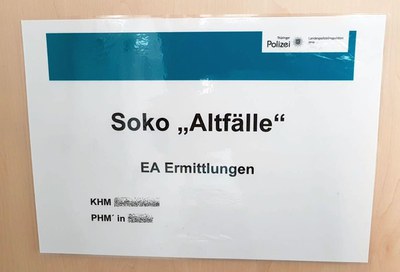 Polizei
Soko „Altfälle“
EA Ermittlungen
KHM
PHM´ in